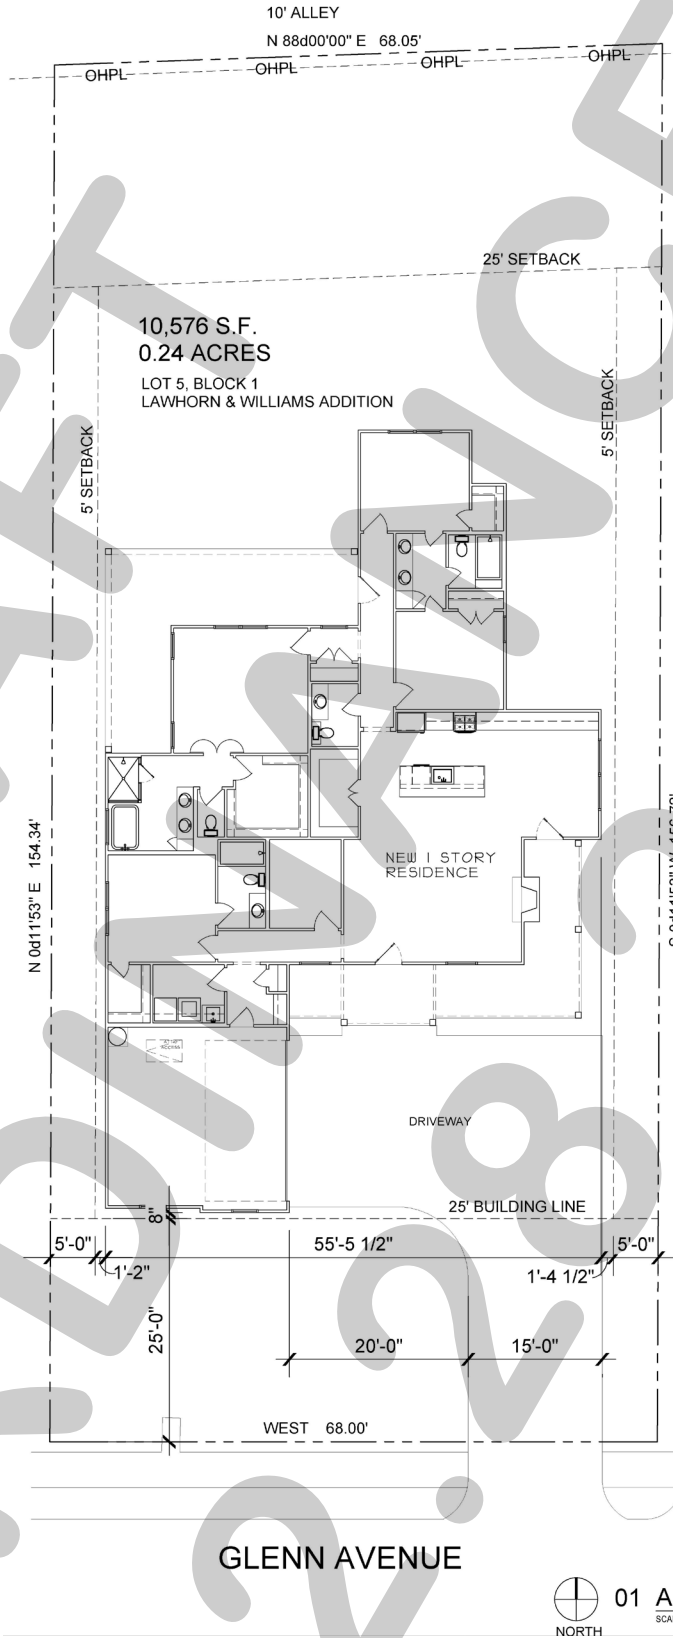 10' ALLEY
N 88d00'00" E 68.05'
OHPL OHPL OHPL OHPL
25' SETBACK
10,576 S.F.
0.24 ACRES
LOT 5, BLOCK 1
LAWHORN & WILLIAMS ADDITION
5' SETBACK
5' SETBACK
N 0d11'53" E 154.34'
NEW 1 STORY
RESIDENCE
DRIVEWAY
25' BUILDING LINE
8"
5'-0" 55'-5 1/2" 5'-0"
1'-2" 1'-4 1/2"
25'-0"
20'-0" 15'-0"
WEST 68.00'
GLENN AVENUE
01 A
NORTH